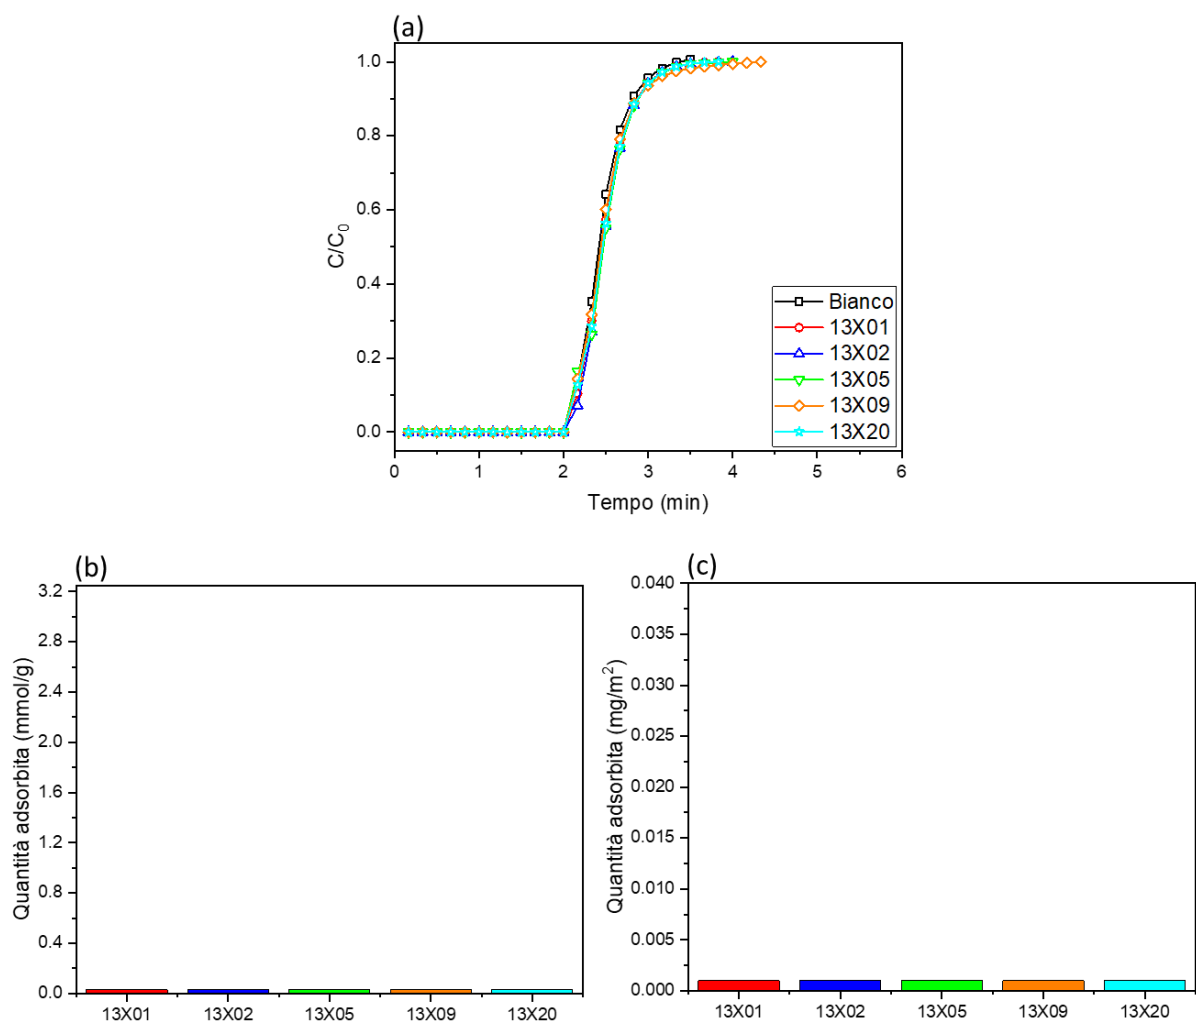 (a)
1.0
0.8
0.6
0.4
0.2
0.0
C/C0
0 1 2 3 4 5 6
Tempo (min)
Bianco
13X01
13X02
13X05
13X09
13X20
(b)
3.2
2.8
2.4
2.0
1.6
1.2
0.8
0.4
0.0
Quantità adsorbita (mmol/g)
13X01 13X02 13X05 13X09 13X20
(c)
0.040
0.035
0.030
0.025
0.020
0.015
0.010
0.005
0.000
Quantità adsorbita (mg/m²)
13X01 13X02 13X05 13X09 13X20